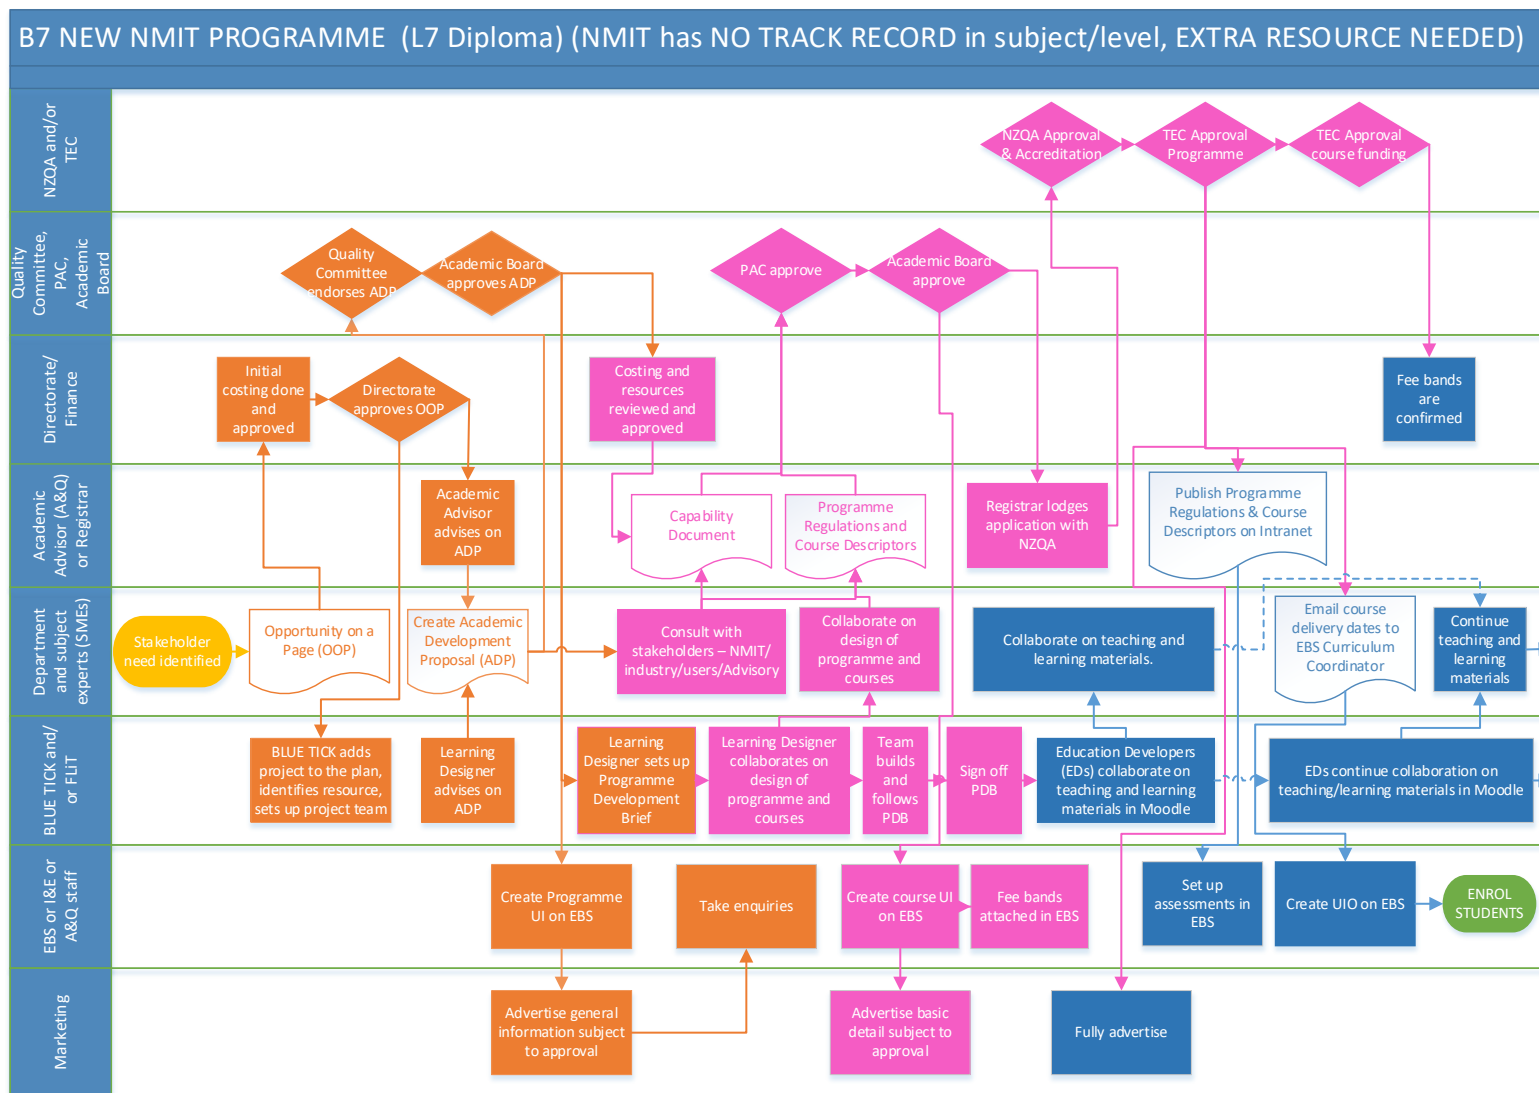 B7 NEW NMIT PROGRAMME (L7 Diploma) (NMIT has NO TRACK RECORD in subject/level, EXTRA RESOURCE NEEDED)
NZQA and/or
TEC
NZQA Approval
& Accreditation
TEC Approval
Programme
TEC Approval
course funding
Quality
Committee,
PAC,
Academic
Board
Quality
Committee
endorses ADP
Academic Board
approves ADP
PAC approve
Academic Board
approve
Directorate/
Finance
Initial
costing done
and
approved
Directorate
approves OOP
Costing and
resources
reviewed and
approved
Fee bands
are
confirmed
Academic
Advisor (A&Q)
or Registrar
Academic
Advisor
advises on
ADP
Capability
Document
Programme
Regulations and
Course Descriptors
Registrar lodges
application with
NZQA
Publish Programme
Regulations & Course
Descriptors on Intranet
Department
and subject
experts (SMEs)
Stakeholder
need identified
Opportunity on a
Page (OOP)
Create Academic
Development
Proposal (ADP)
Consult with
stakeholders – NMIT/
industry/users/Advisory
Collaborate on
design of
programme and
courses
Collaborate on teaching and
learning materials.
Email course
delivery dates to
EBS Curriculum
Coordinator
Continue
teaching and
learning
materials
BLUE TICK and/
or FLiT
BLUE TICK adds
project to the plan,
identifies resource,
sets up project team
Learning
Designer
advises on
ADP
Learning
Designer sets up
Programme
Development
Brief
Learning Designer
collaborates on
design of
programme and
courses
Team
builds and
follows
PDB
Sign off
PDB
Education Developers
(EDs) collaborate on
teaching and learning
materials in Moodle
EDs continue collaboration on
teaching/learning materials in Moodle
EBS or I&E or
A&Q staff
Create Programme
UI on EBS
Take enquiries
Create course UI
on EBS
Fee bands
attached in EBS
Set up
assessments in
EBS
Create UIO on EBS
ENROL
STUDENTS
Marketing
Advertise general
information subject
to approval
Advertise basic
detail subject to
approval
Fully advertise